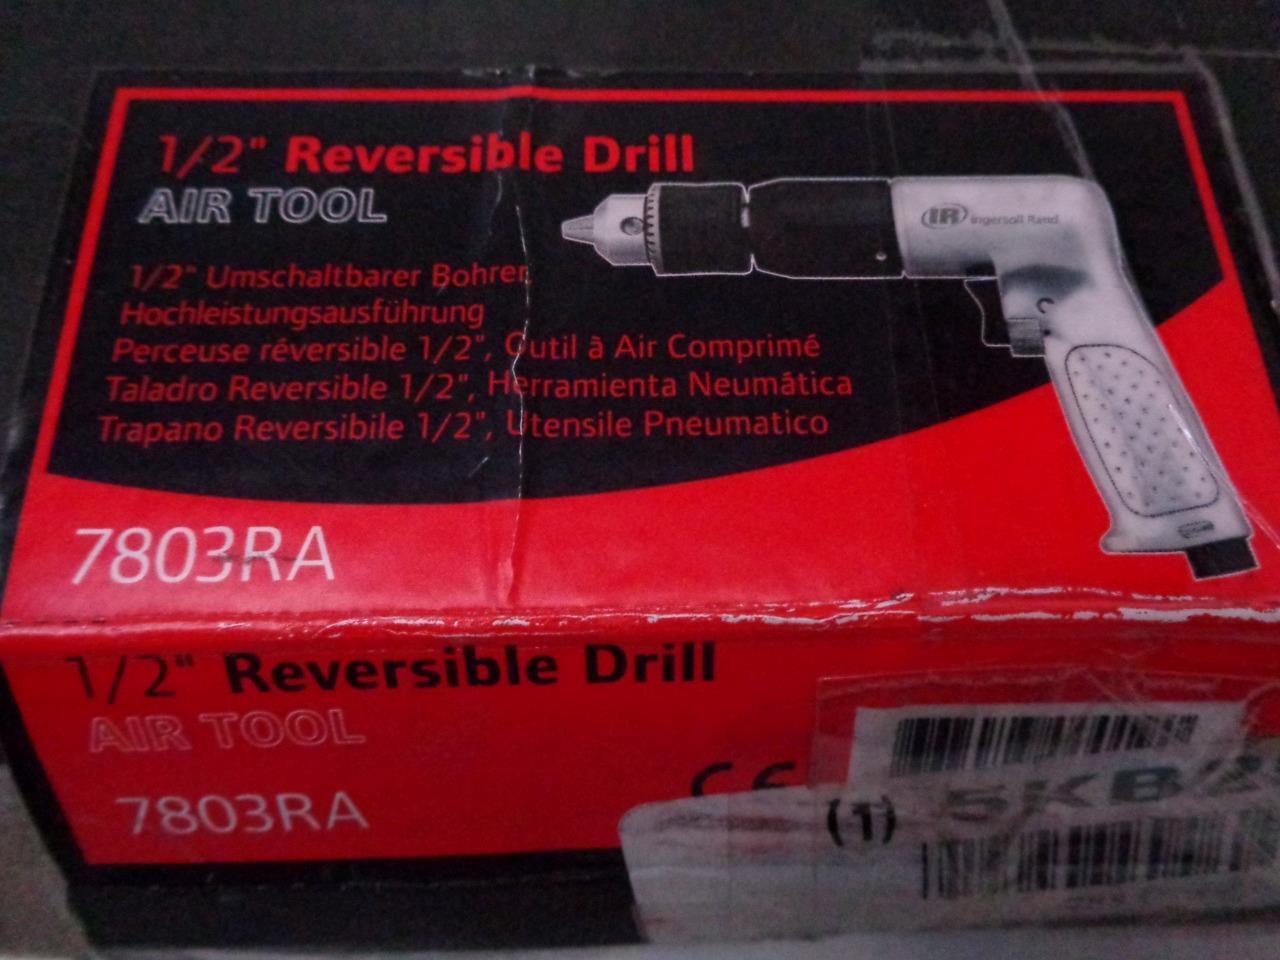 1/2" Reversible Drill
AIR TOOL
IR Ingersoll Rand
1/2" Umschaltbarer Bohrer,
Hochleistungsausführung
Perceuse réversible 1/2", Outil à Air Comprimé
Taladro Reversible 1/2", Herramienta Neumática
Trapano Reversibile 1/2", Utensile Pneumatico
7803RA
1/2" Reversible Drill
AIR TOOL
7803RA
CE
(1)